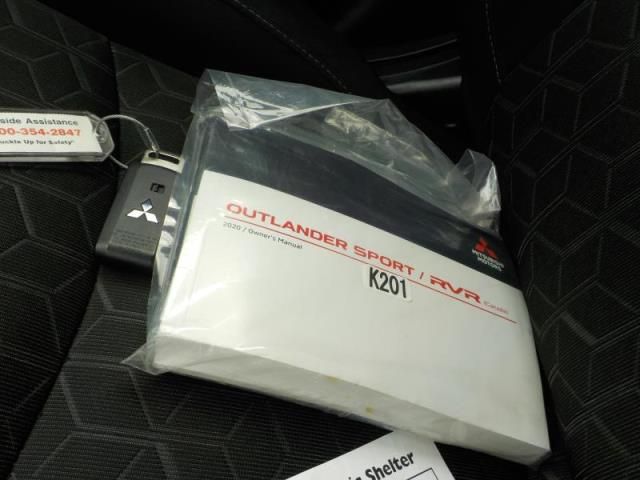 side Assistance
00-354-2847
uckle Up for Safety"
OUTLANDER SPORT / RVR (Canada)
2020 / Owner's Manual
K201
MITSUBISHI
MOTORS
Shelter